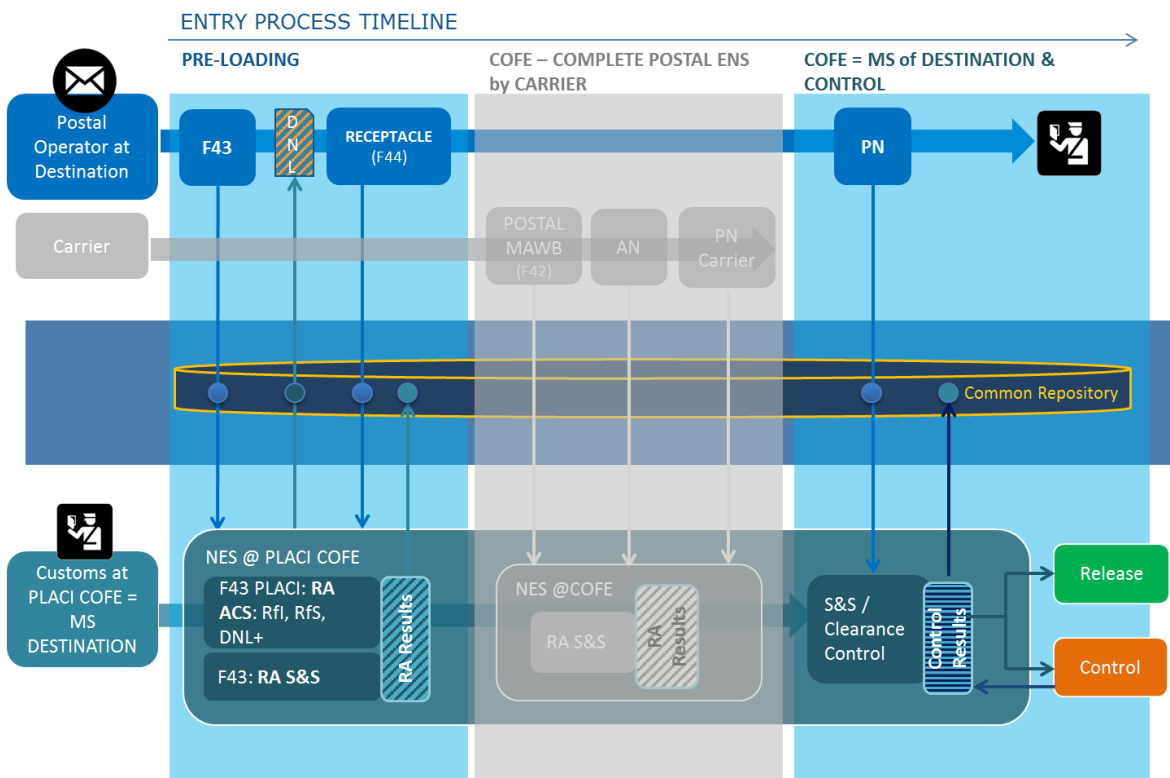 ENTRY PROCESS TIMELINE
PRE-LOADING
COFE – COMPLETE POSTAL ENS
by CARRIER
COFE = MS of DESTINATION &
CONTROL
Postal
Operator at
Destination
F43
DNL
RECEPTACLE
(F44)
PN
Carrier
POSTAL
MAWB
(F42)
AN
PN
Carrier
Common Repository
Customs at
PLACI COFE =
MS
DESTINATION
NES @ PLACI COFE
F43 PLACI: RA
ACS: RfI, RfS,
DNL+
F43: RA S&S
RA Results
NES @COFE
RA S&S
RA
Results
S&S /
Clearance
Control
Control
Results
Release
Control